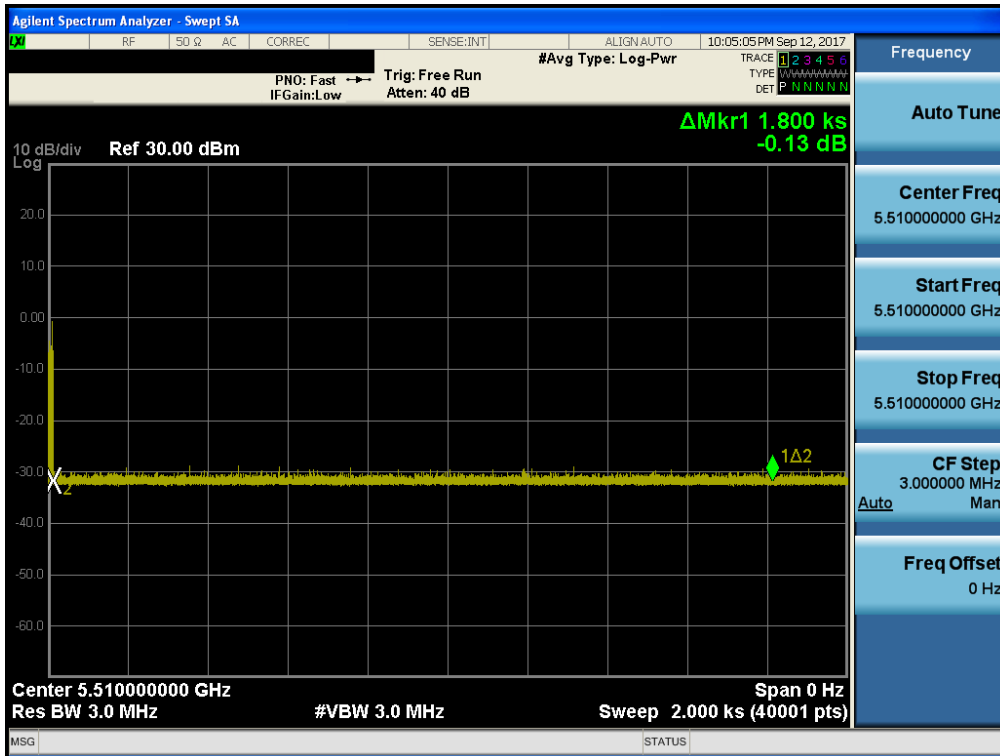 Agilent Spectrum Analyzer - Swept SA
LXI RF 50 Ω AC CORREC SENSE:INT ALIGN AUTO 10:05:05 PM Sep 12, 2017
#Avg Type: Log-Pwr
TRACE 1 2 3 4 5 6
PNO: Fast
Trig: Free Run
TYPE
IFGain:Low
Atten: 40 dB
DET P N N N N N
ΔMkr1 1.800 ks
-0.13 dB
10 dB/div Ref 30.00 dBm
Log
20.0
10.0
0.00
-10.0
-20.0
-30.0
1Δ2
X2
-40.0
-50.0
-60.0
Center 5.510000000 GHz Span 0 Hz
Res BW 3.0 MHz #VBW 3.0 MHz Sweep 2.000 ks (40001 pts)
MSG STATUS
Frequency
Auto Tune
Center Freq
5.510000000 GHz
Start Freq
5.510000000 GHz
Stop Freq
5.510000000 GHz
CF Step
3.000000 MHz
Auto Man
Freq Offset
0 Hz